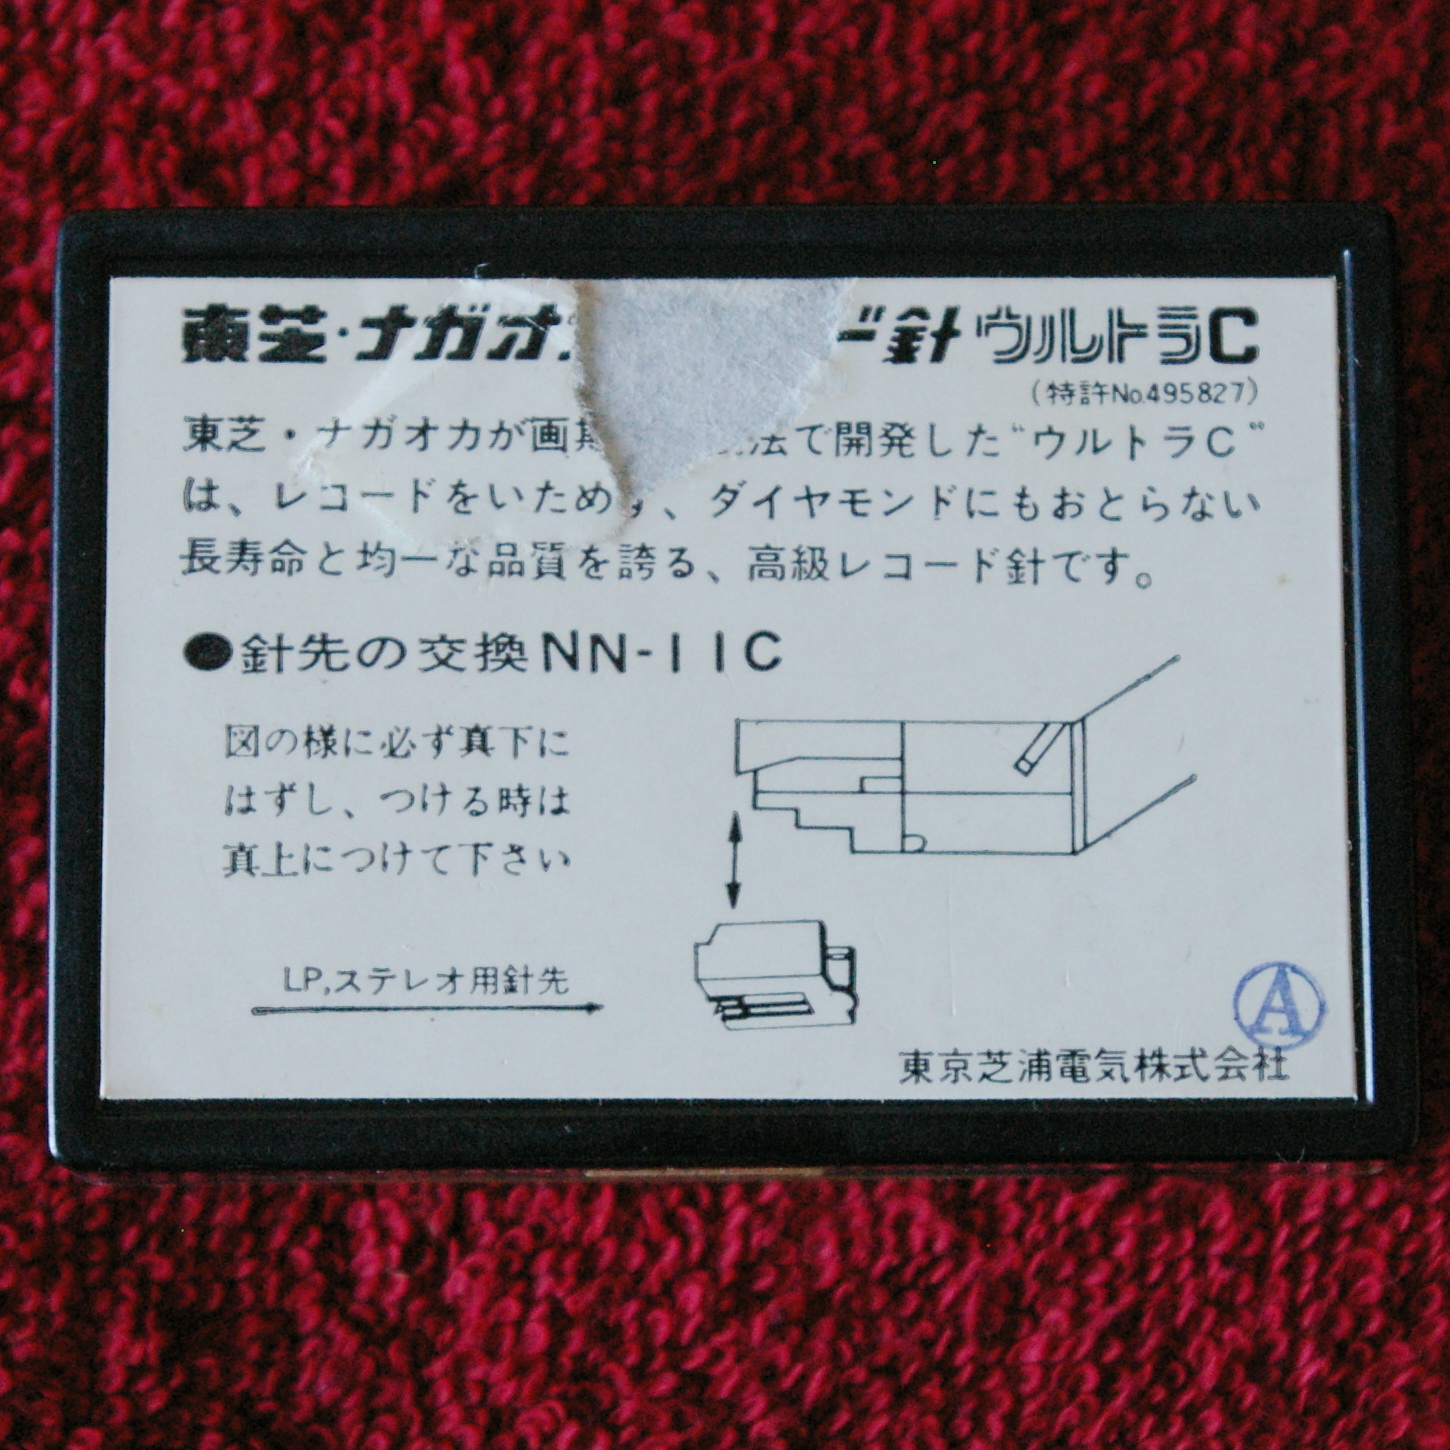 東芝・ナガオ ド針 ウルトラC
(特許No.495827)
東芝・ナガオカが画期 法で開発した"ウルトラC"
は、レコードをいためず、ダイヤモンドにもおとらない
長寿命と均一な品質を誇る、高級レコード針です。
●針先の交換NN-11C
図の様に必ず真下に
はずし、つける時は
真上につけて下さい
LP,ステレオ用針先
A
東京芝浦電気株式会社